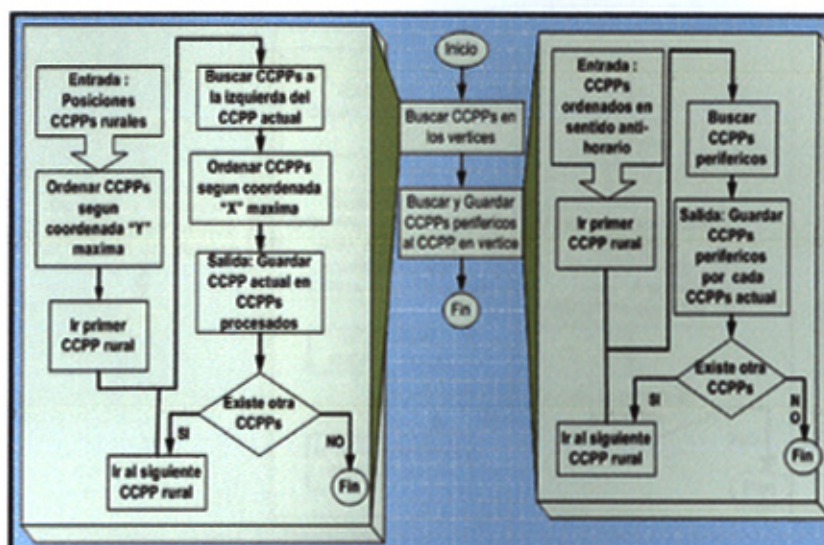 Entrada :
Posiciones
CCPPs rurales
Ordenar CCPPs
segun
coordenada "Y"
maxima
Ir primer
CCPP rural
Buscar CCPPs a
la izquierda del
CCPP actual
Ordenar CCPPs
segun coordenada
"X" maxima
Salida: Guardar
CCPP actual en
CCPPs
procesados
Existe otra
CCPPs
SI
NO
Ir al siguiente
CCPP rural
Fin
Inicio
Buscar CCPPs en
los vertices
Buscar y Guardar
CCPPs perifericos
al CCPP en vertice
Fin
Entrada :
CCPPs
ordenados en
sentido anti-
horario
Ir primer
CCPP rural
Buscar
CCPPs
perifericos
Salida: Guardar
CCPPs
perifericos
por cada
CCPPs actual
Existe otra
CCPPs
SI
N
O
Ir al siguiente
CCPP rural
Fin